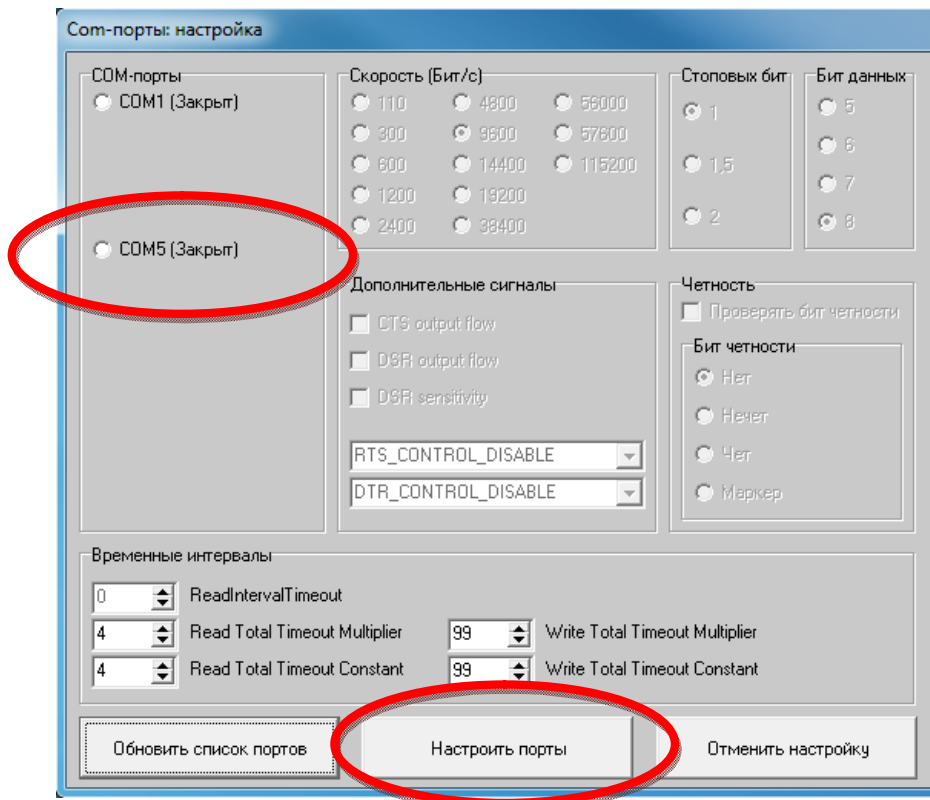 Com-порты: настройка
COM-порты
COM1 (Закрыт)
COM5 (Закрыт)
Скорость (Бит/с)
110
4800
56000
300
9600
57600
600
14400
115200
1200
19200
2400
38400
Стоповых бит
1
1,5
2
Бит данных
5
6
7
8
Дополнительные сигналы
CTS output flow
DSR output flow
DSR sensitivity
RTS_CONTROL_DISABLE
DTR_CONTROL_DISABLE
Четность
Проверять бит четности
Бит четности
Нет
Нечет
Чет
Маркер
Временные интервалы
0 ReadIntervalTimeout
4 Read Total Timeout Multiplier
99 Write Total Timeout Multiplier
4 Read Total Timeout Constant
99 Write Total Timeout Constant
Обновить список портов
Настроить порты
Отменить настройку